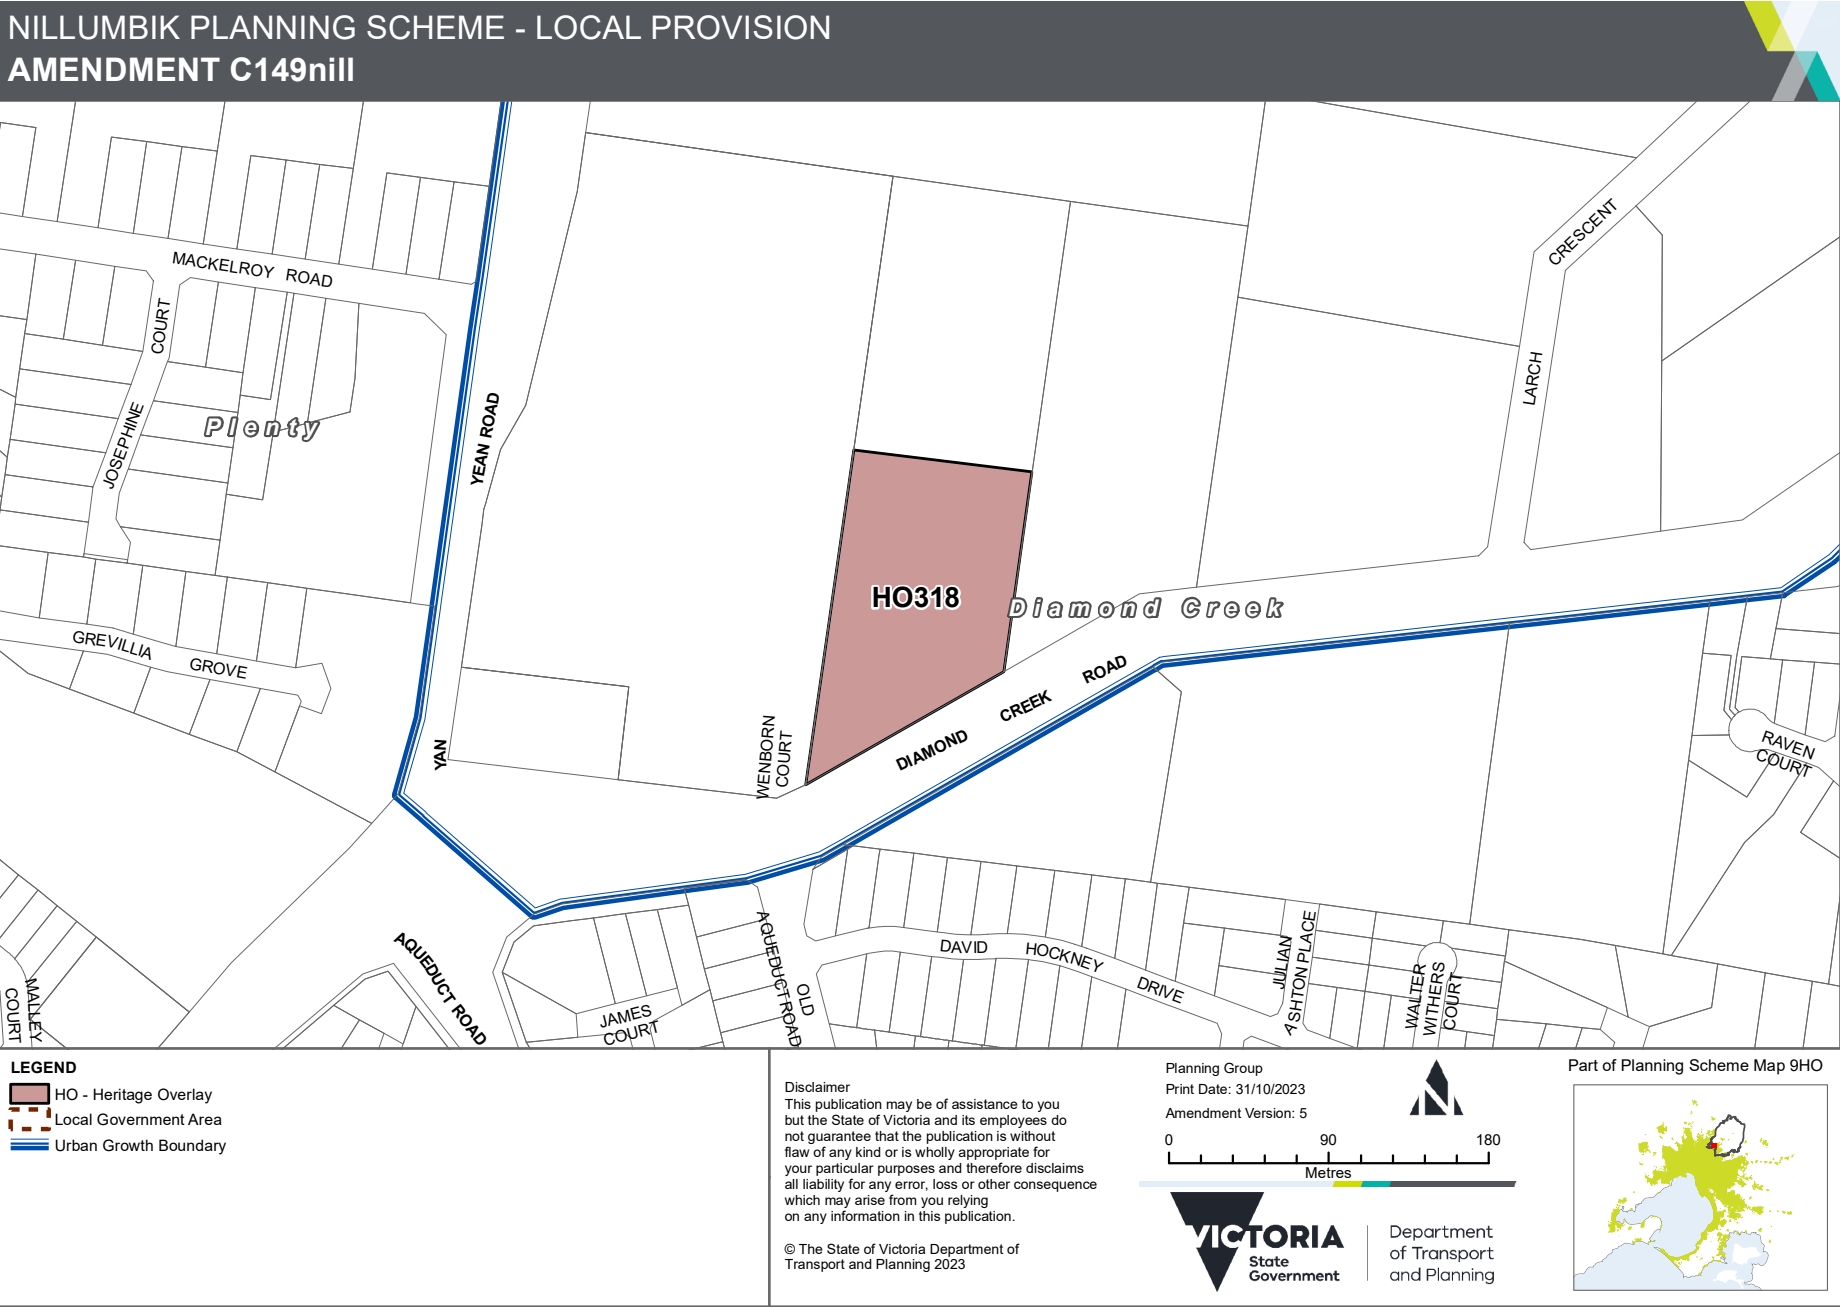 NILLUMBIK PLANNING SCHEME - LOCAL PROVISION
AMENDMENT C149nill
CRESCENT
MACKELROY ROAD
COURT
LARCH
JOSEPHINE
Plenty
YEAN ROAD
HO318
Diamond Creek
GREVILLIA GROVE
DIAMOND CREEK ROAD
YAN
WENBORN
COURT
RAVEN
COURT
AQUEDUCT ROAD
OLD
AQUEDUCT ROAD
DAVID HOCKNEY DRIVE
JULIAN
ASHTON PLACE
WALTER
WITHERS
COURT
MALLEY
COURT
JAMES
COURT
LEGEND
HO - Heritage Overlay
Local Government Area
Urban Growth Boundary
Disclaimer
This publication may be of assistance to you
but the State of Victoria and its employees do
not guarantee that the publication is without
flaw of any kind or is wholly appropriate for
your particular purposes and therefore disclaims
all liability for any error, loss or other consequence
which may arise from you relying
on any information in this publication.
© The State of Victoria Department of
Transport and Planning 2023
Planning Group
Print Date: 31/10/2023
Amendment Version: 5
0 90 180
Metres
VICTORIA
State
Government
Department
of Transport
and Planning
Part of Planning Scheme Map 9HO